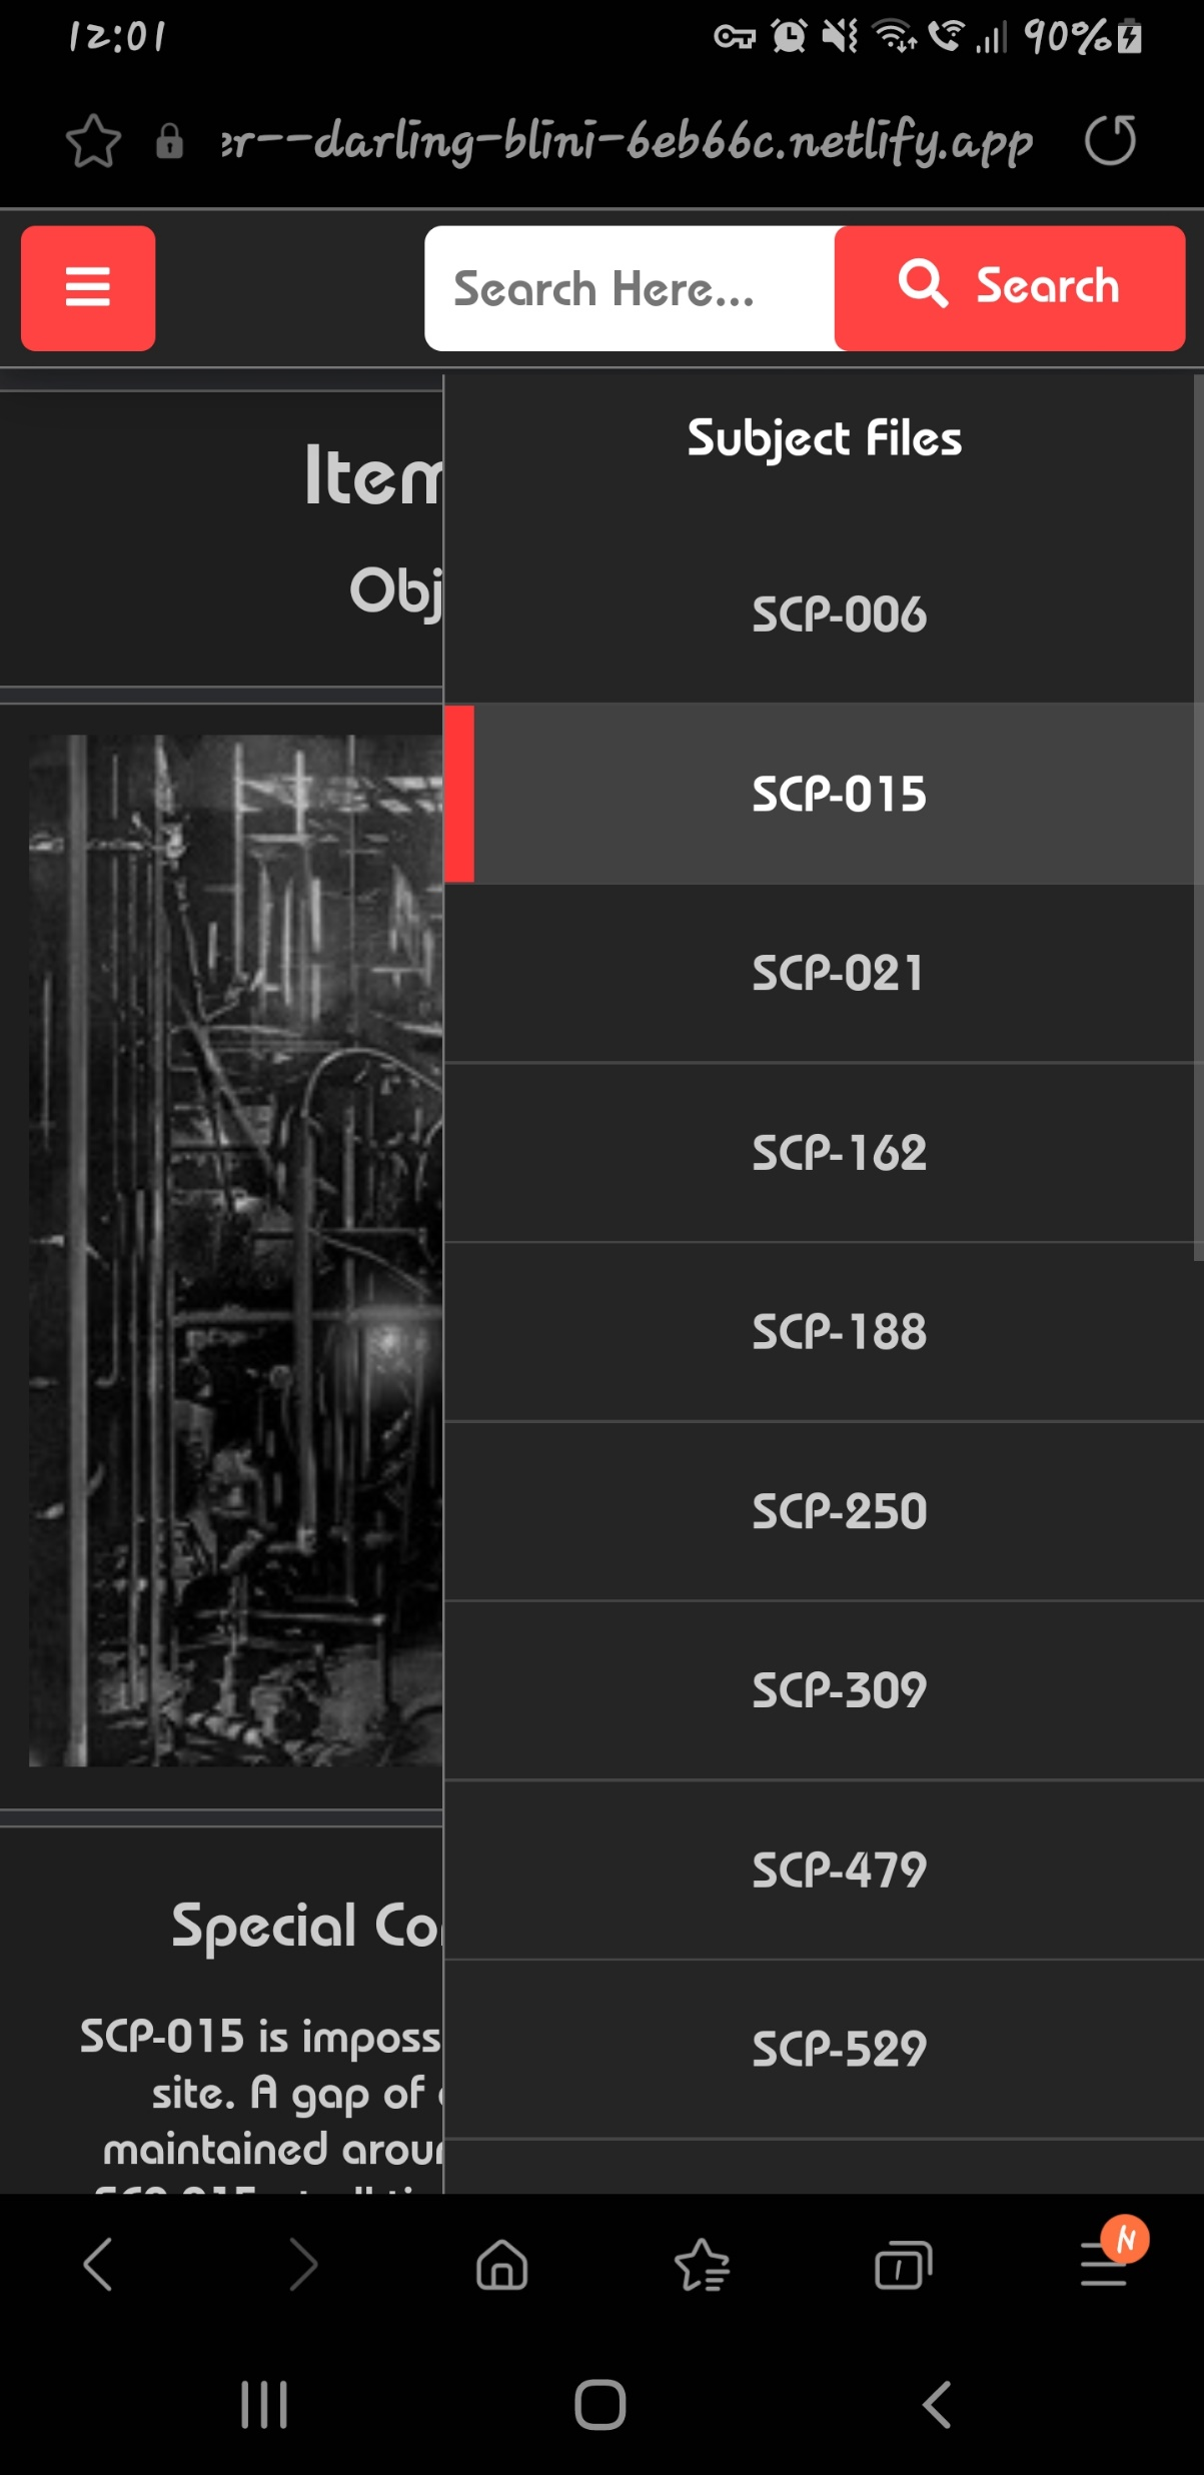 12:01
90%
er--darling-blini-6eb66c.netlify.app
Search Here...
Search
Subject Files
Item
Obj
SCP-006
SCP-015
SCP-021
SCP-162
SCP-188
SCP-250
SCP-309
SCP-479
SCP-529
Special Co
SCP-015 is imposs
site. A gap of
maintained arour
1
N